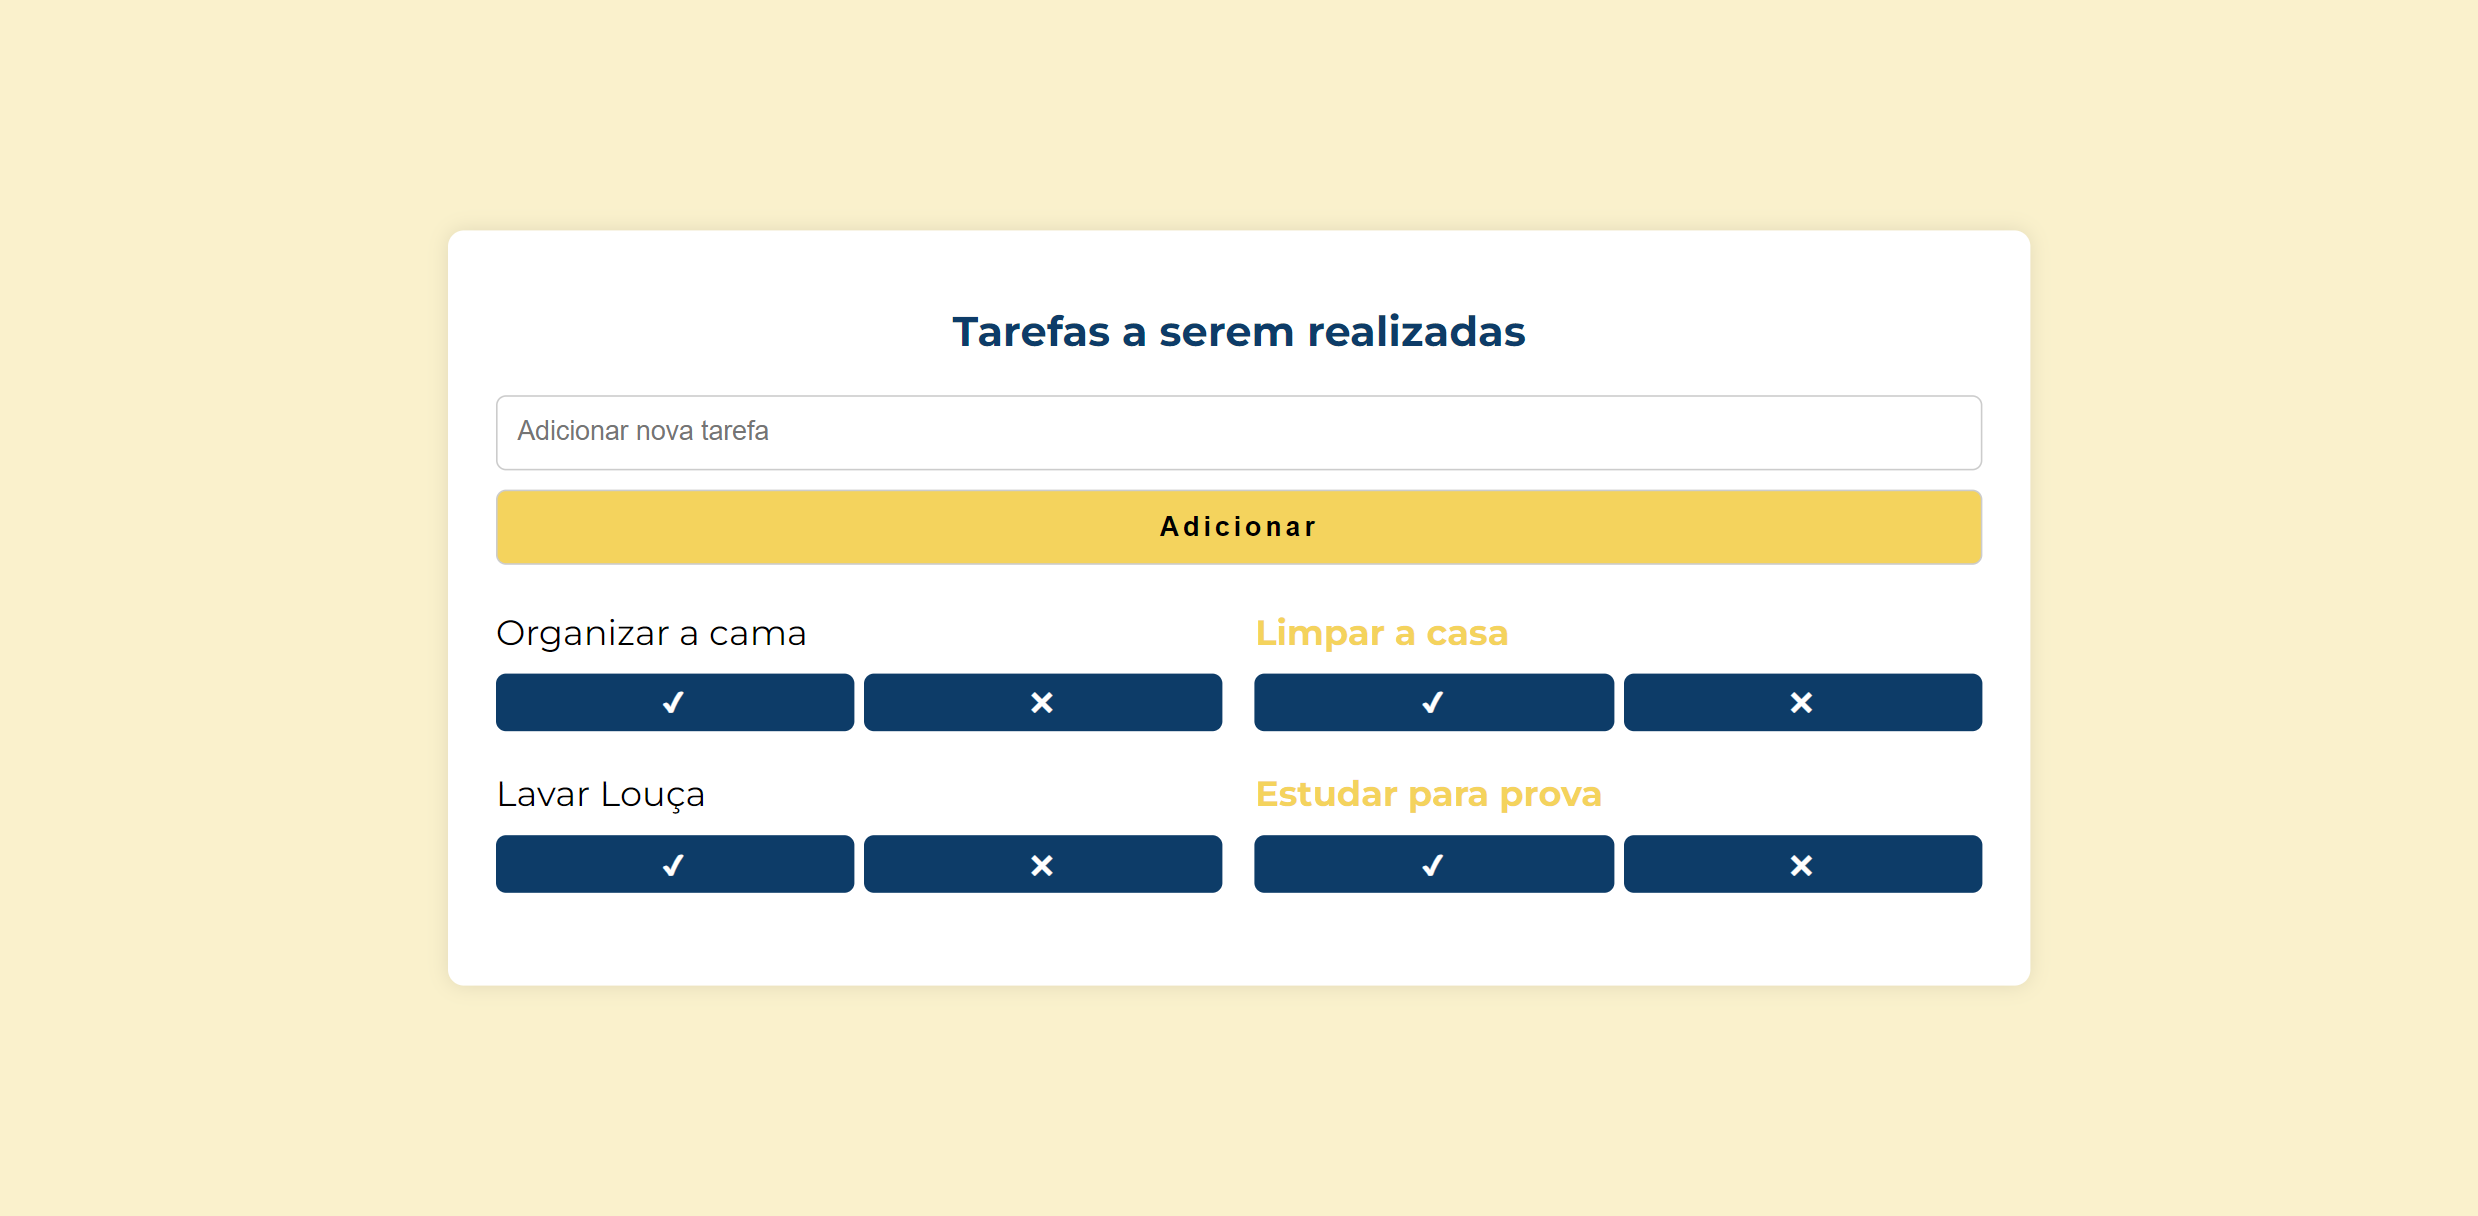 Tarefas a serem realizadas
Adicionar nova tarefa
Adicionar
Organizar a cama
Limpar a casa
Lavar Louça
Estudar para prova